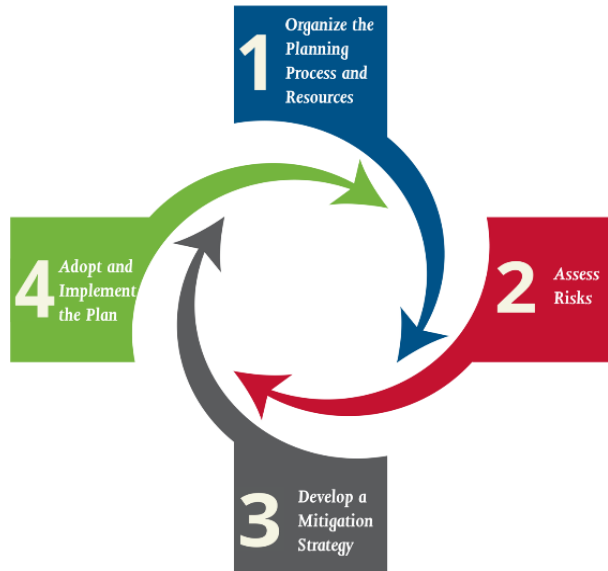 1
Organize the
Planning
Process and
Resources
2
Assess
Risks
3
Develop a
Mitigation
Strategy
4
Adopt and
Implement
the Plan